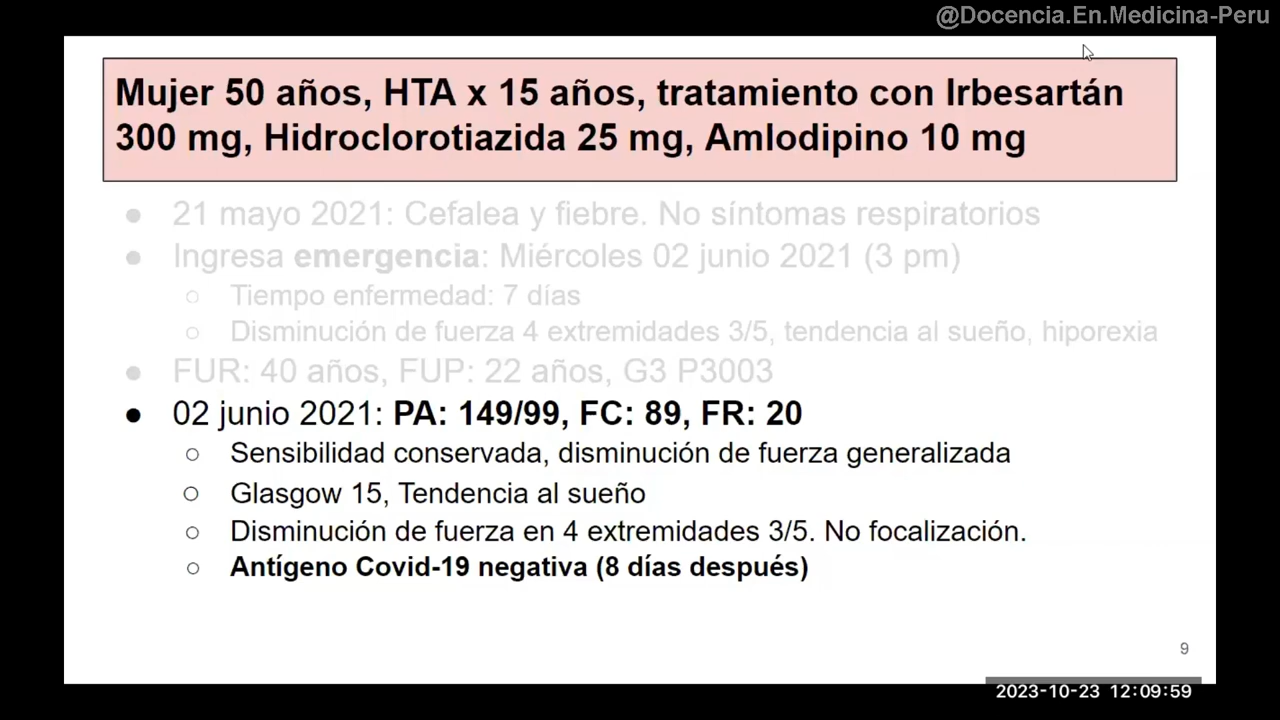 @Docencia.En.Medicina-Peru
Mujer 50 años, HTA x 15 años, tratamiento con Irbesartán
300 mg, Hidroclorotiazida 25 mg, Amlodipino 10 mg
● 21 mayo 2021: Cefalea y fiebre. No síntomas respiratorios
● Ingresa emergencia: Miércoles 02 junio 2021 (3 pm)
○ Tiempo enfermedad: 7 días
○ Disminución de fuerza 4 extremidades 3/5, tendencia al sueño, hiporexia
● FUR: 40 años, FUP: 22 años, G3 P3003
● 02 junio 2021: PA: 149/99, FC: 89, FR: 20
○ Sensibilidad conservada, disminución de fuerza generalizada
○ Glasgow 15, Tendencia al sueño
○ Disminución de fuerza en 4 extremidades 3/5. No focalización.
○ Antígeno Covid-19 negativa (8 días después)
9
2023-10-23 12:09:59